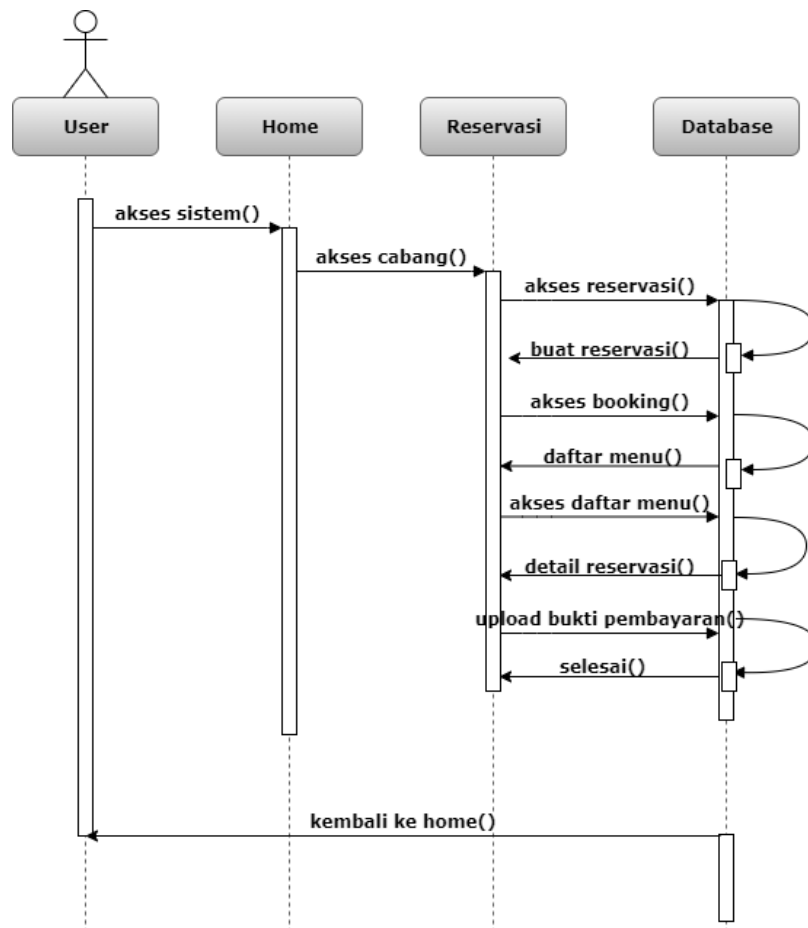 User
Home
Reservasi
Database
akses sistem()
akses cabang()
akses reservasi()
buat reservasi()
akses booking()
daftar menu()
akses daftar menu()
detail reservasi()
upload bukti pembayaran()
selesai()
kembali ke home()